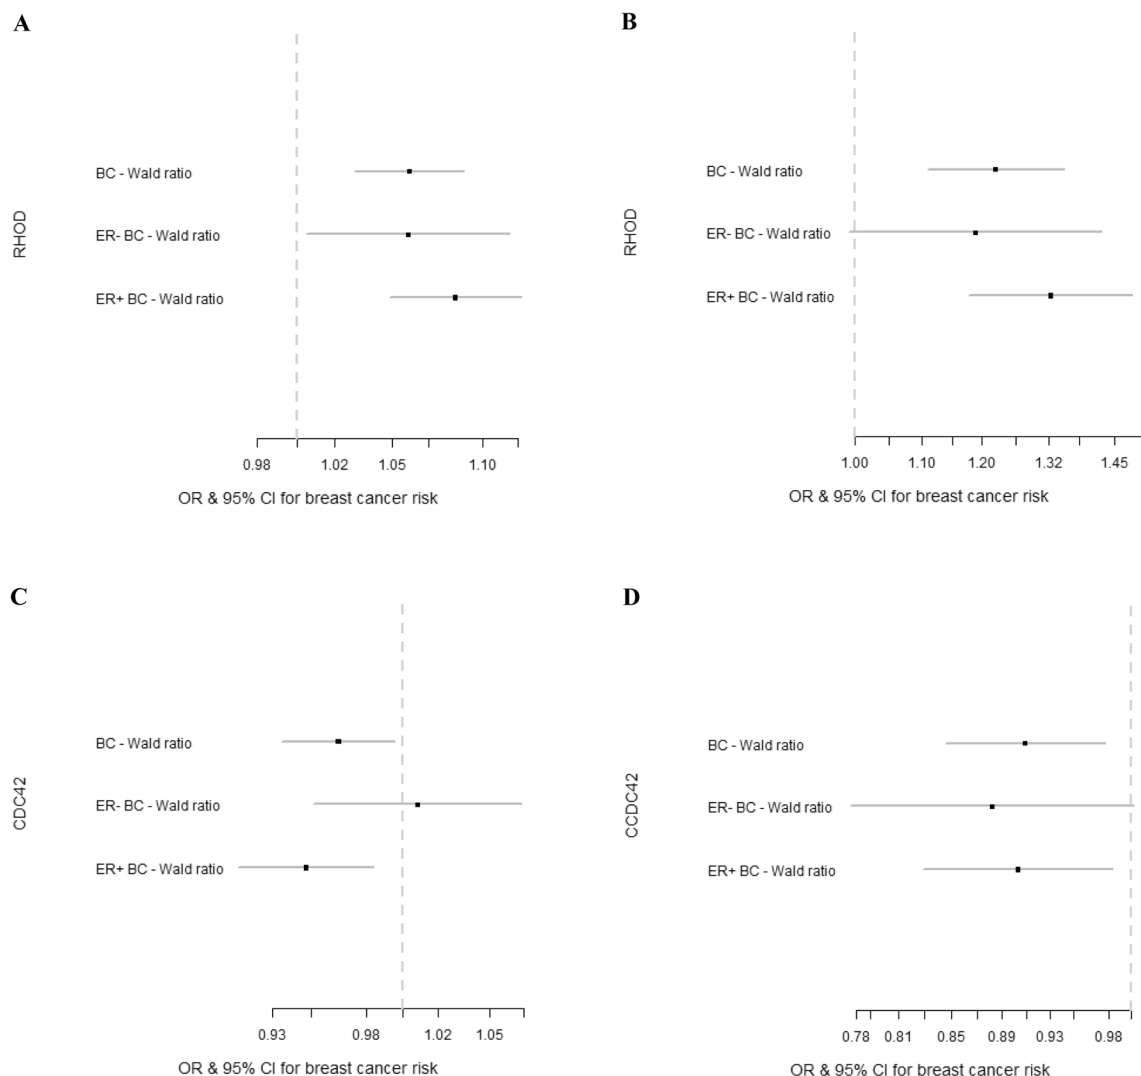 A
RHOD
BC - Wald ratio
ER- BC - Wald ratio
ER+ BC - Wald ratio
0.98 1.02 1.05 1.10
OR & 95% CI for breast cancer risk
B
RHOD
BC - Wald ratio
ER- BC - Wald ratio
ER+ BC - Wald ratio
1.00 1.10 1.20 1.32 1.45
OR & 95% CI for breast cancer risk
C
CDC42
BC - Wald ratio
ER- BC - Wald ratio
ER+ BC - Wald ratio
0.93 0.98 1.02 1.05
OR & 95% CI for breast cancer risk
D
CCDC42
BC - Wald ratio
ER- BC - Wald ratio
ER+ BC - Wald ratio
0.78 0.81 0.85 0.89 0.93 0.98
OR & 95% CI for breast cancer risk